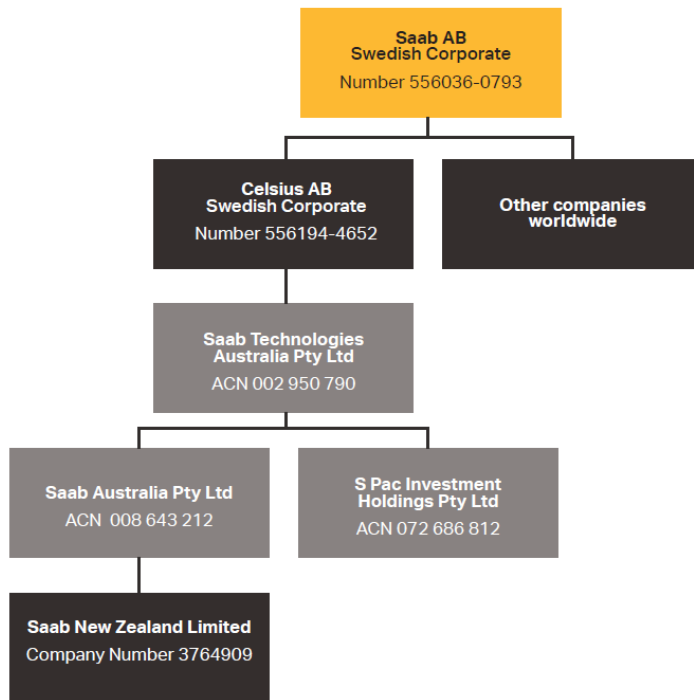 Saab AB
Swedish Corporate
Number 556036-0793
Celsius AB
Swedish Corporate
Number 556194-4652
Other companies
worldwide
Saab Technologies
Australia Pty Ltd
ACN 002 950 790
Saab Australia Pty Ltd
ACN 008 643 212
S Pac Investment
Holdings Pty Ltd
ACN 072 686 812
Saab New Zealand Limited
Company Number 3764909